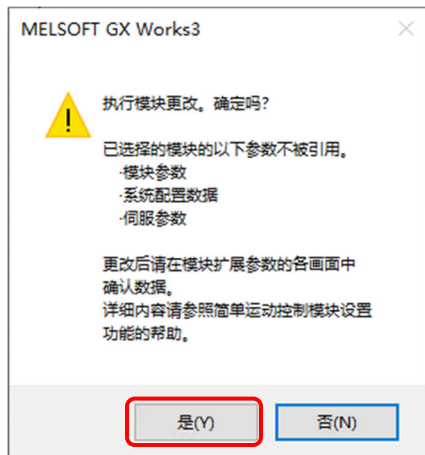 MELSOFT GX Works3
执行模块更改。确定吗?
已选择的模块的以下参数不被引用。
·模块参数
·系统配置数据
·伺服参数
更改后请在模块扩展参数的各画面中
确认数据。
详细内容请参照简单运动控制模块设置
功能的帮助。
是(Y)
否(N)